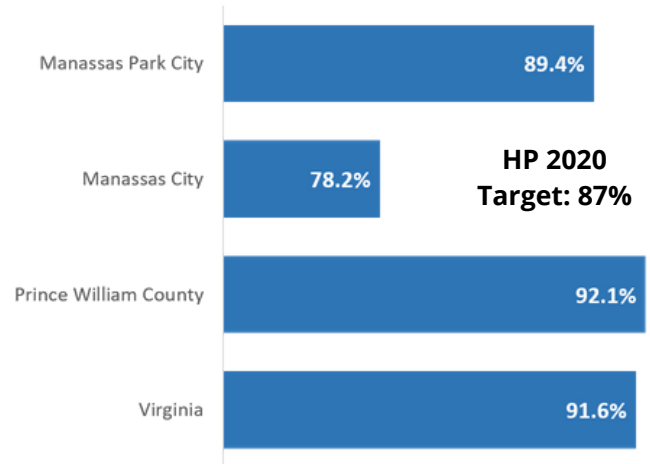 Manassas Park City
89.4%
Manassas City
78.2%
HP 2020
Target: 87%
Prince William County
92.1%
Virginia
91.6%